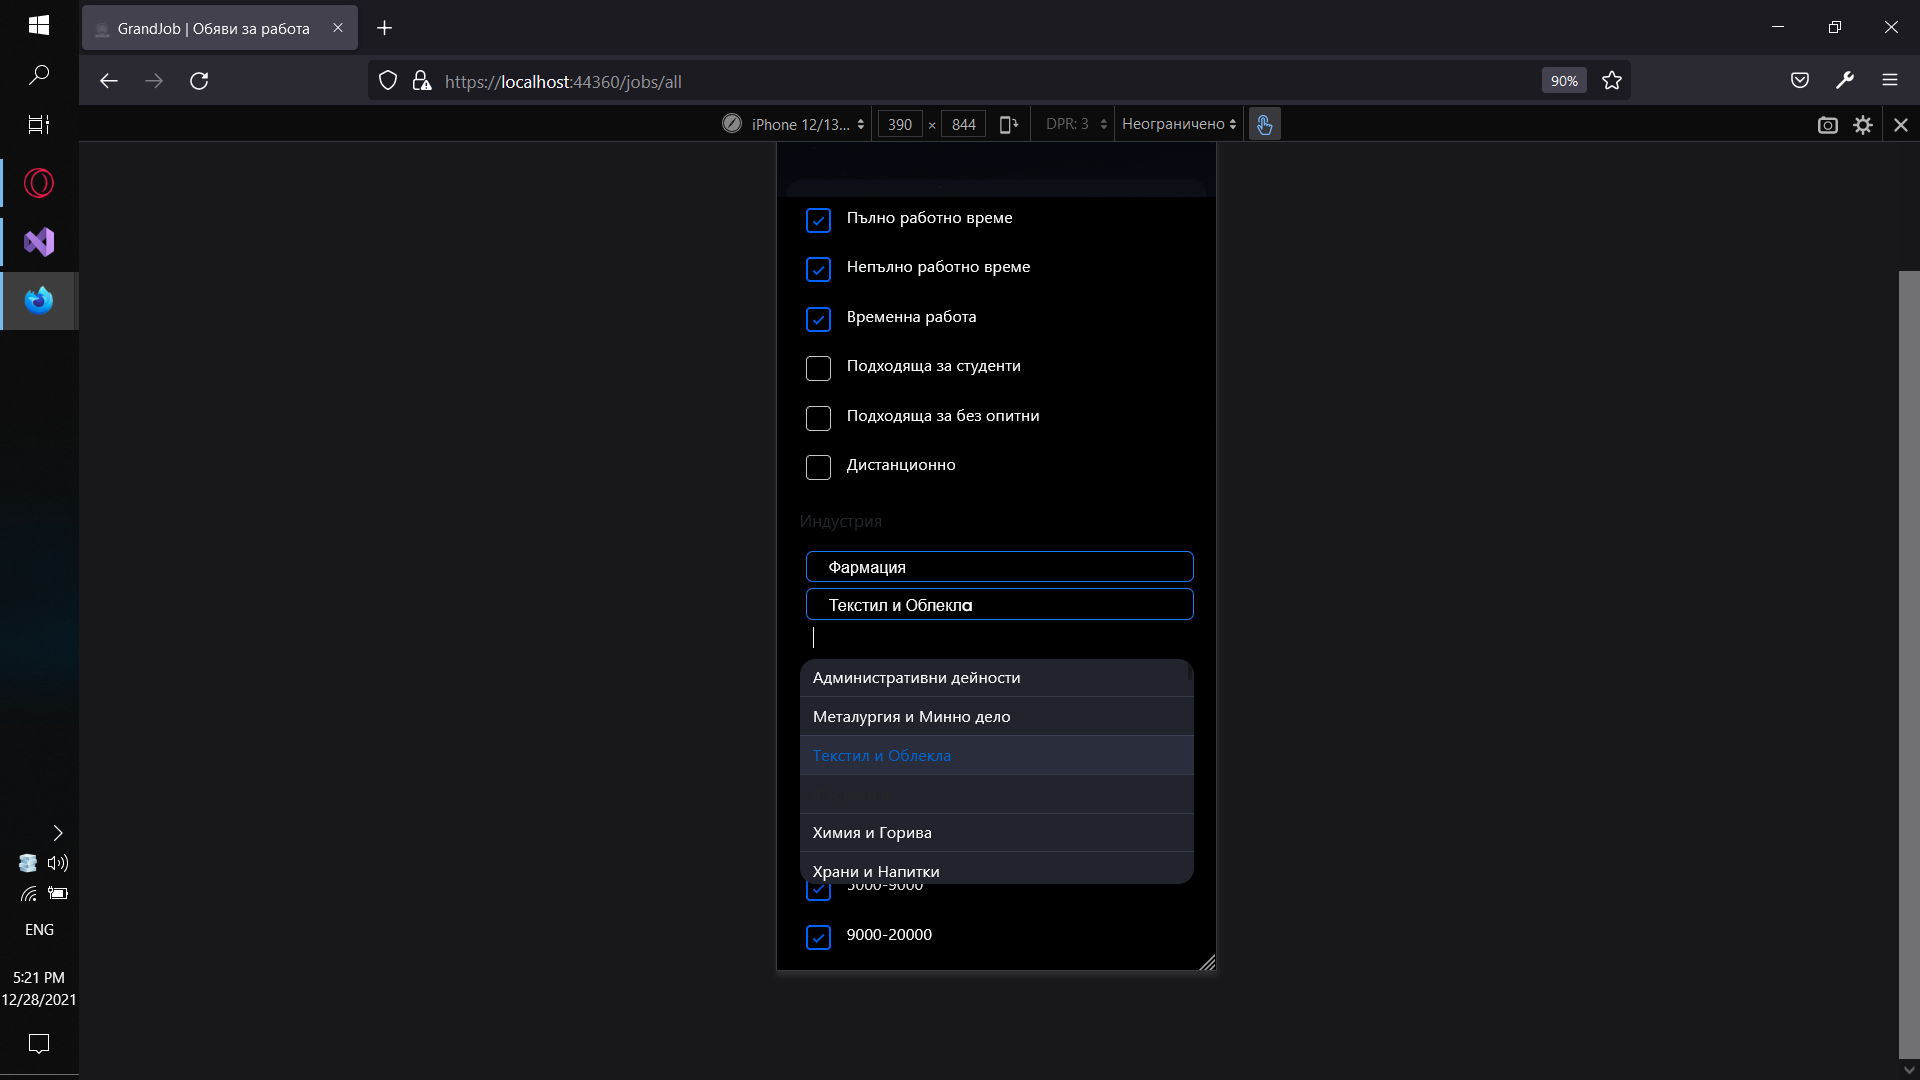 GrandJob | Обяви за работа
https://localhost:44360/jobs/all
90%
iPhone 12/13... 390 × 844 DPR: 3 Неограничено
Пълно работно време
Непълно работно време
Временна работа
Подходяща за студенти
Подходяща за без опитни
Дистанционно
Индустрия
Фармация
Текстил и Облекла
Административни дейности
Металургия и Минно дело
Текстил и Облекла
Химия и Горива
Храни и Напитки
9000-20000
ENG
5:21 PM
12/28/2021